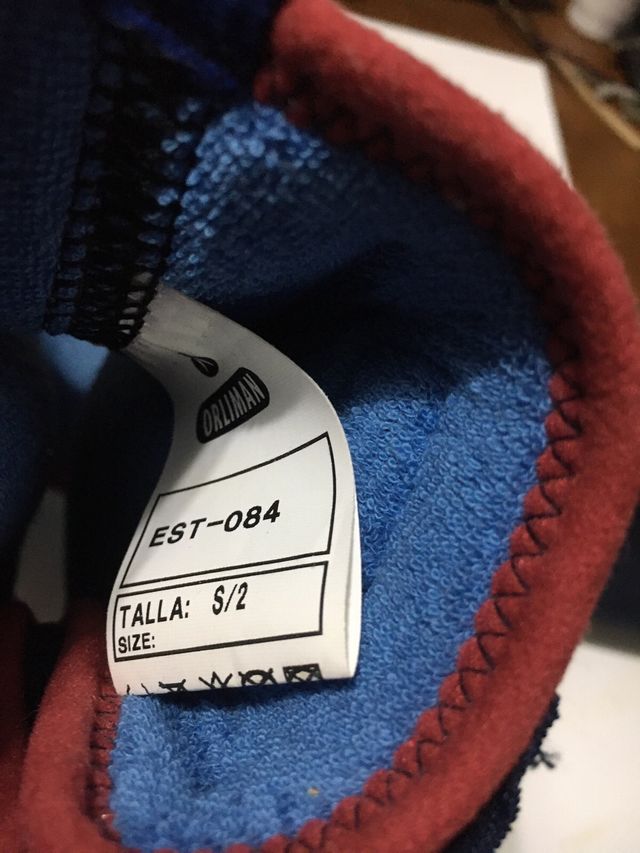 ORLIMAN
EST-084
TALLA: S/2
SIZE: